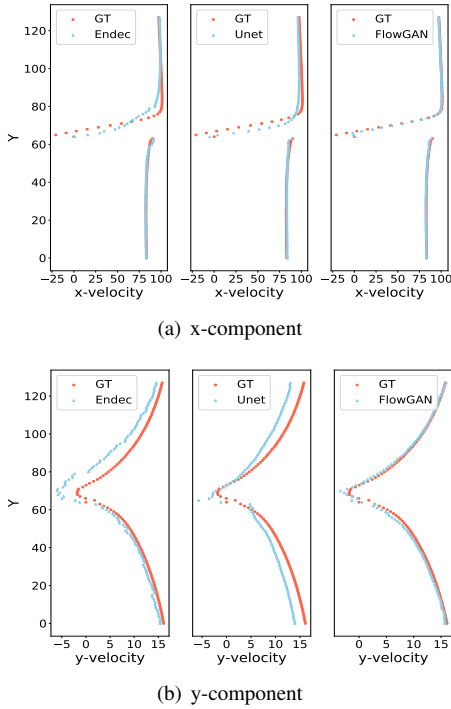 GT
Endec
GT
Unet
GT
FlowGAN
120
100
80
60
40
20
0
Y
−25 0 25 50 75 100
−25 0 25 50 75 100
−25 0 25 50 75 100
x-velocity
x-velocity
x-velocity
(a) x-component
GT
Endec
GT
Unet
GT
FlowGAN
120
100
80
60
40
20
0
Y
−5 0 5 10 15
−5 0 5 10 15
0 5 10 15
y-velocity
y-velocity
y-velocity
(b) y-component